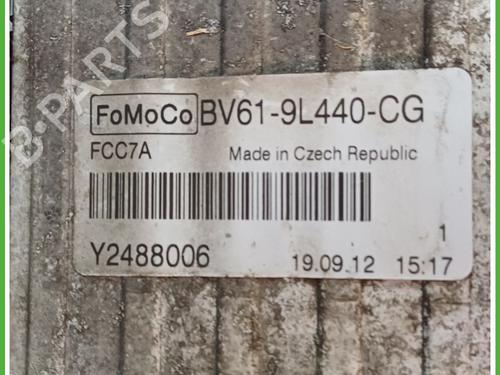 B-PARTS
FoMoCo BV61-9L440-CG
FCC7A Made in Czech Republic
1
Y2488006 19.09.12 15:17